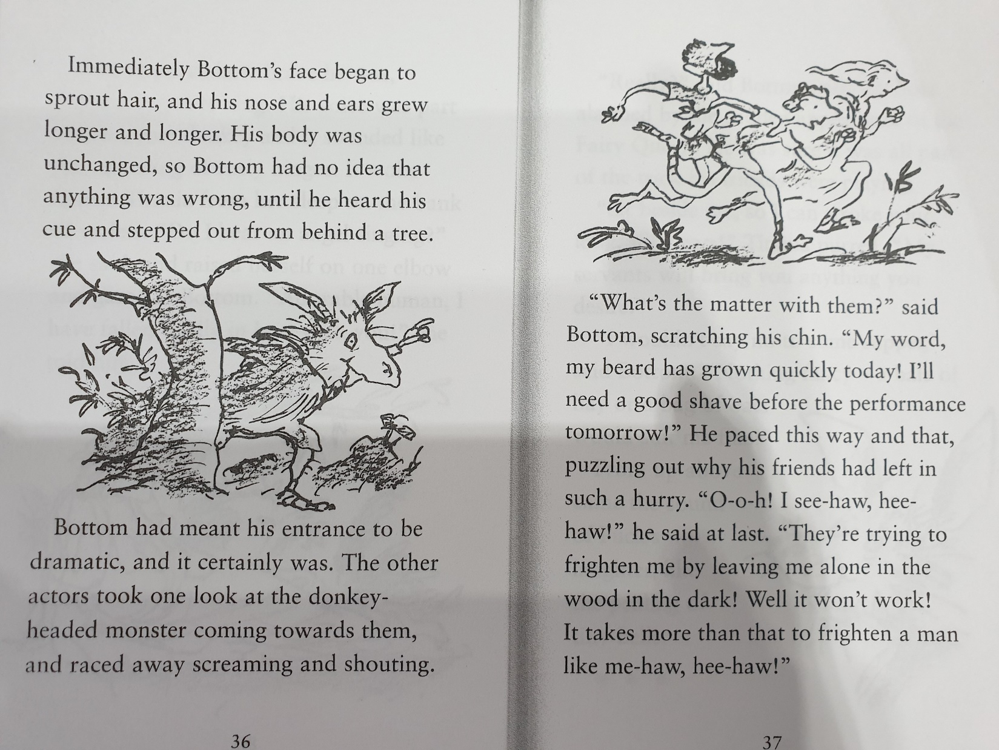 Immediately Bottom's face began to
sprout hair, and his nose and ears grew
longer and longer. His body was
unchanged, so Bottom had no idea that
anything was wrong, until he heard his
cue and stepped out from behind a tree.
Bottom had meant his entrance to be
dramatic, and it certainly was. The other
actors took one look at the donkey-
headed monster coming towards them,
and raced away screaming and shouting.
36
“What's the matter with them?” said
Bottom, scratching his chin. “My word,
my beard has grown quickly today! I'll
need a good shave before the performance
tomorrow!” He paced this way and that,
puzzling out why his friends had left in
such a hurry. “O-o-h! I see-haw, hee-
haw!” he said at last. “They're trying to
frighten me by leaving me alone in the
wood in the dark! Well it won't work!
It takes more than that to frighten a man
like me-haw, hee-haw!”
37